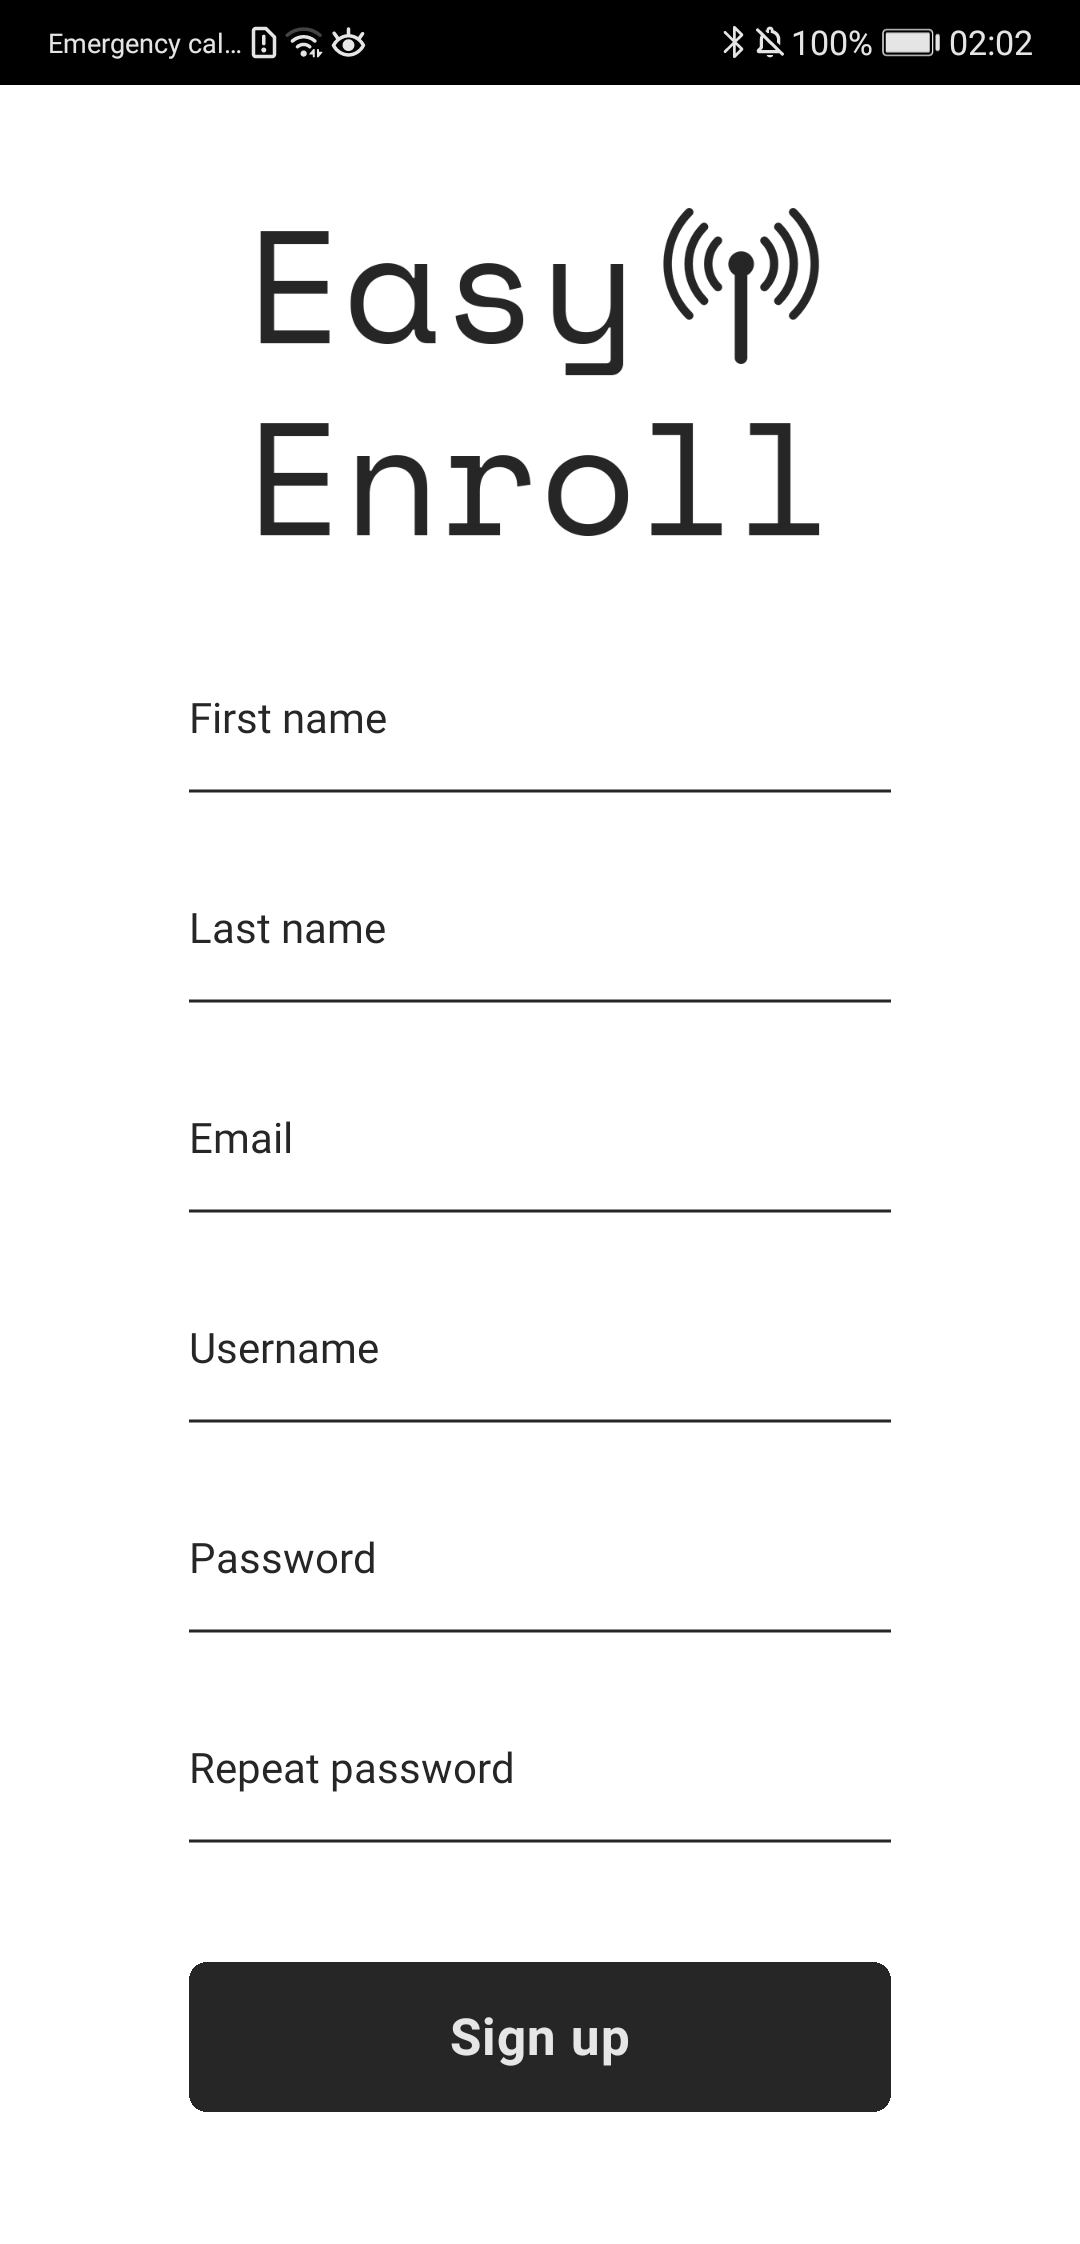 Emergency cal... 100% 02:02
Easy
Enroll
First name
Last name
Email
Username
Password
Repeat password
Sign up